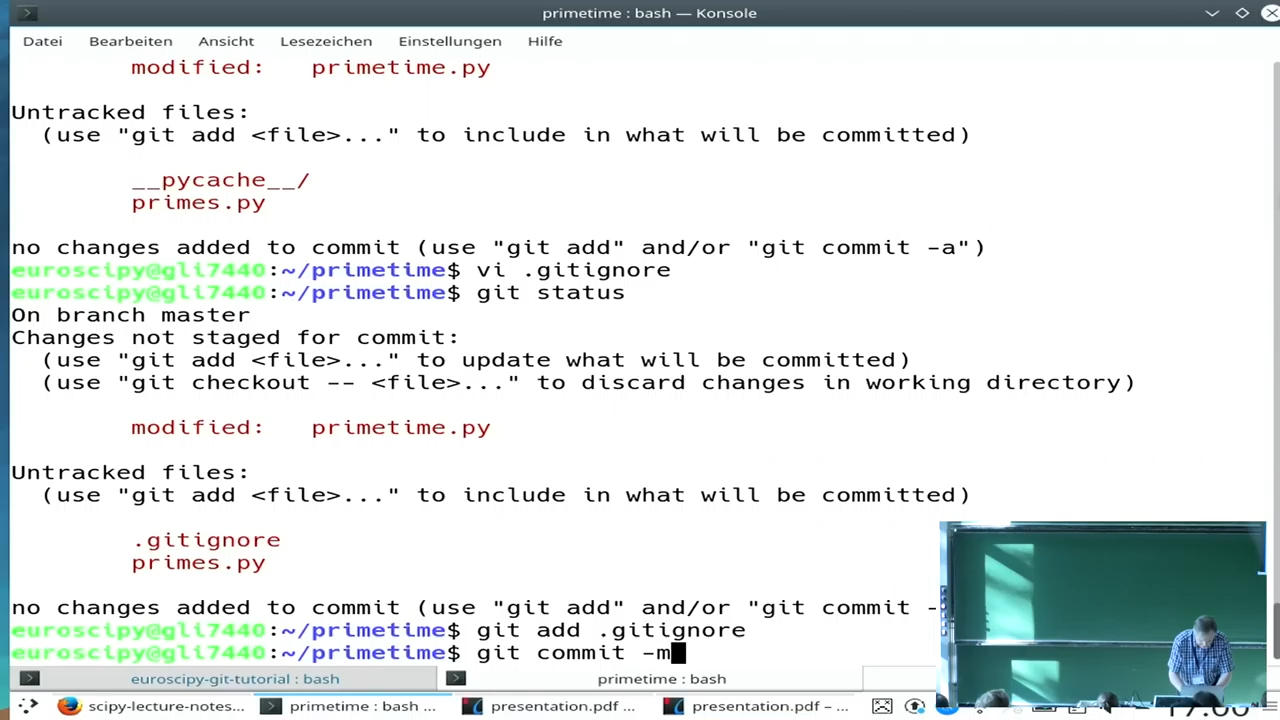 primetime : bash — Konsole
Datei Bearbeiten Ansicht Lesezeichen Einstellungen Hilfe
modified: primetime.py
Untracked files:
(use "git add <file>..." to include in what will be committed)
__pycache__/
primes.py
no changes added to commit (use "git add" and/or "git commit -a")
euroscipy@gli7440:~/primetime$ vi .gitignore
euroscipy@gli7440:~/primetime$ git status
On branch master
Changes not staged for commit:
(use "git add <file>..." to update what will be committed)
(use "git checkout -- <file>..." to discard changes in working directory)
modified: primetime.py
Untracked files:
(use "git add <file>..." to include in what will be committed)
.gitignore
primes.py
no changes added to commit (use "git add" and/or "git commit -
euroscipy@gli7440:~/primetime$ git add .gitignore
euroscipy@gli7440:~/primetime$ git commit -m
euroscipy-git-tutorial : bash primetime : bash
scipy-lecture-notes... primetime : bash ... presentation.pdf ... presentation.pdf – ...